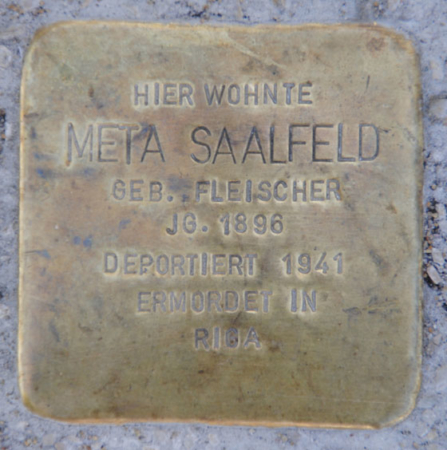 HIER WOHNTE
META SAALFELD
GEB. FLEISCHER
JG. 1896
DEPORTIERT 1941
ERMORDET IN
RIGA